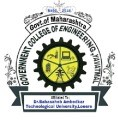 Govt. of Maharashtra
GOVERNMENT COLLEGE OF ENGINEERING, YAVATMAL
Affiliated To
Dr. Babasaheb Ambedkar
Technological University, Lonere